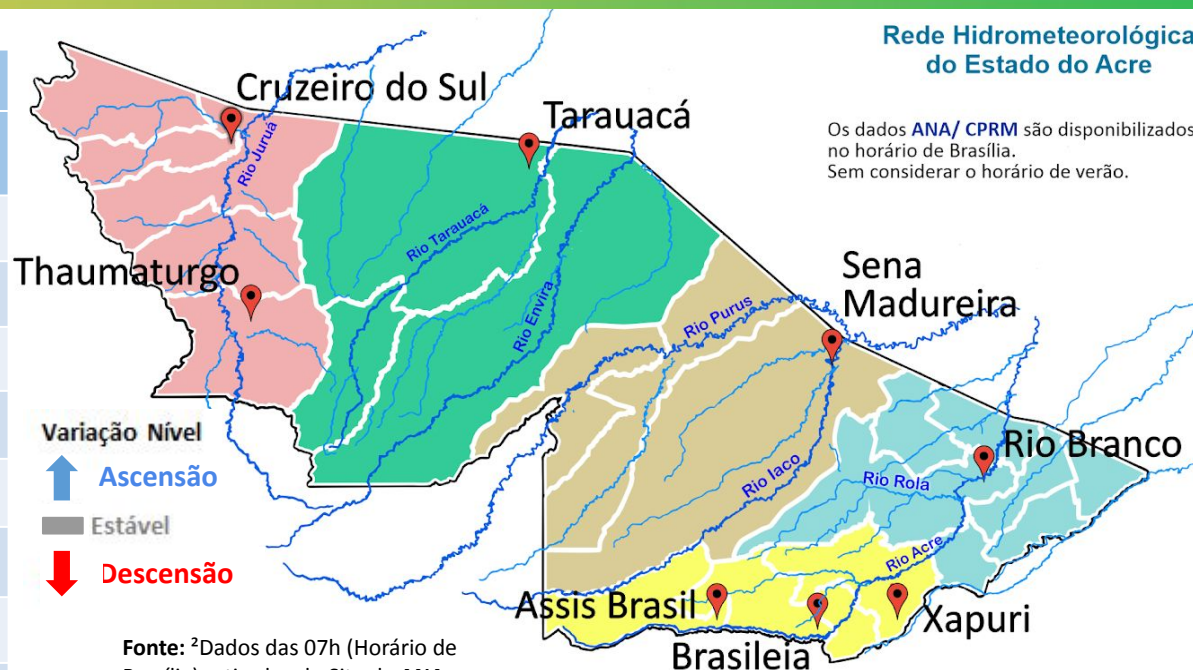 Rede Hidrometeorológica
do Estado do Acre
Os dados ANA/ CPRM são disponibilizados
no horário de Brasília.
Sem considerar o horário de verão.
Cruzeiro do Sul
Tarauacá
Rio Juruá
Rio Tarauacá
Thaumaturgo
Rio Envira
Sena
Madureira
Rio Purus
Variação Nível
Ascensão
Estável
Descensão
Rio Branco
Rio Iaco
Rio Rola
Rio Acre
Assis Brasil
Xapuri
Brasileia
Fonte: ²Dados das 07h (Horário de